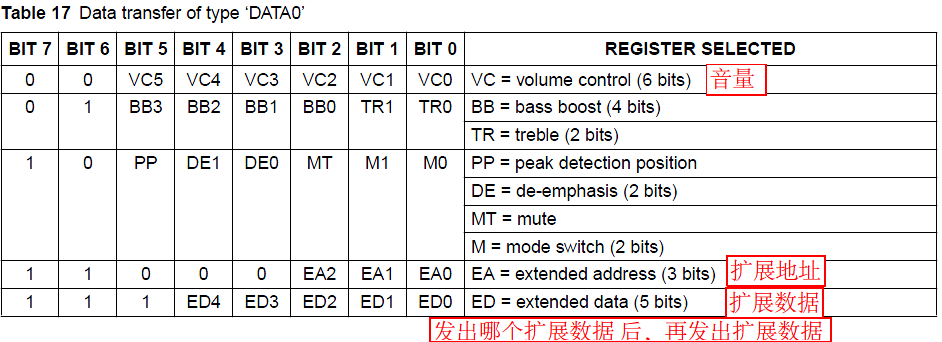 Table 17 Data transfer of type ‘DATA0’
BIT 7 BIT 6 BIT 5 BIT 4 BIT 3 BIT 2 BIT 1 BIT 0 REGISTER SELECTED
0 0 VC5 VC4 VC3 VC2 VC1 VC0 VC = volume control (6 bits) 音量
0 1 BB3 BB2 BB1 BB0 TR1 TR0 BB = bass boost (4 bits)
TR = treble (2 bits)
1 0 PP DE1 DE0 MT M1 M0 PP = peak detection position
DE = de-emphasis (2 bits)
MT = mute
M = mode switch (2 bits)
1 1 0 0 0 EA2 EA1 EA0 EA = extended address (3 bits) 扩展地址
1 1 1 ED4 ED3 ED2 ED1 ED0 ED = extended data (5 bits) 扩展数据
发出哪个扩展数据 后，再发出扩展数据